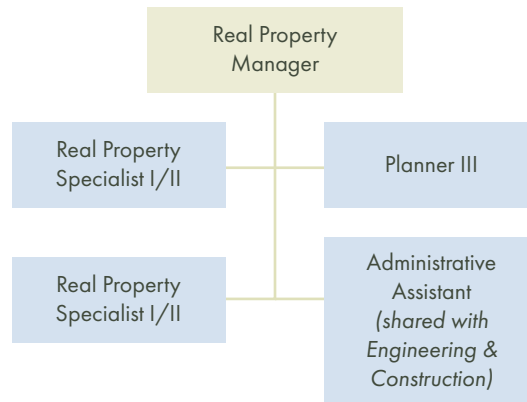 Real Property
Manager
Real Property
Specialist I/II
Planner III
Real Property
Specialist I/II
Administrative
Assistant
(shared with
Engineering &
Construction)